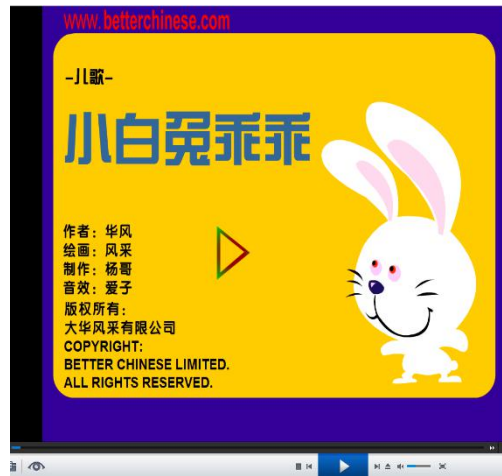 www.betterchinese.com
-儿歌-
小白兔乖乖
作者：华风
绘画：风采
制作：杨哥
音效：爱子
版权所有：
大华风采有限公司
COPYRIGHT:
BETTER CHINESE LIMITED.
ALL RIGHTS RESERVED.